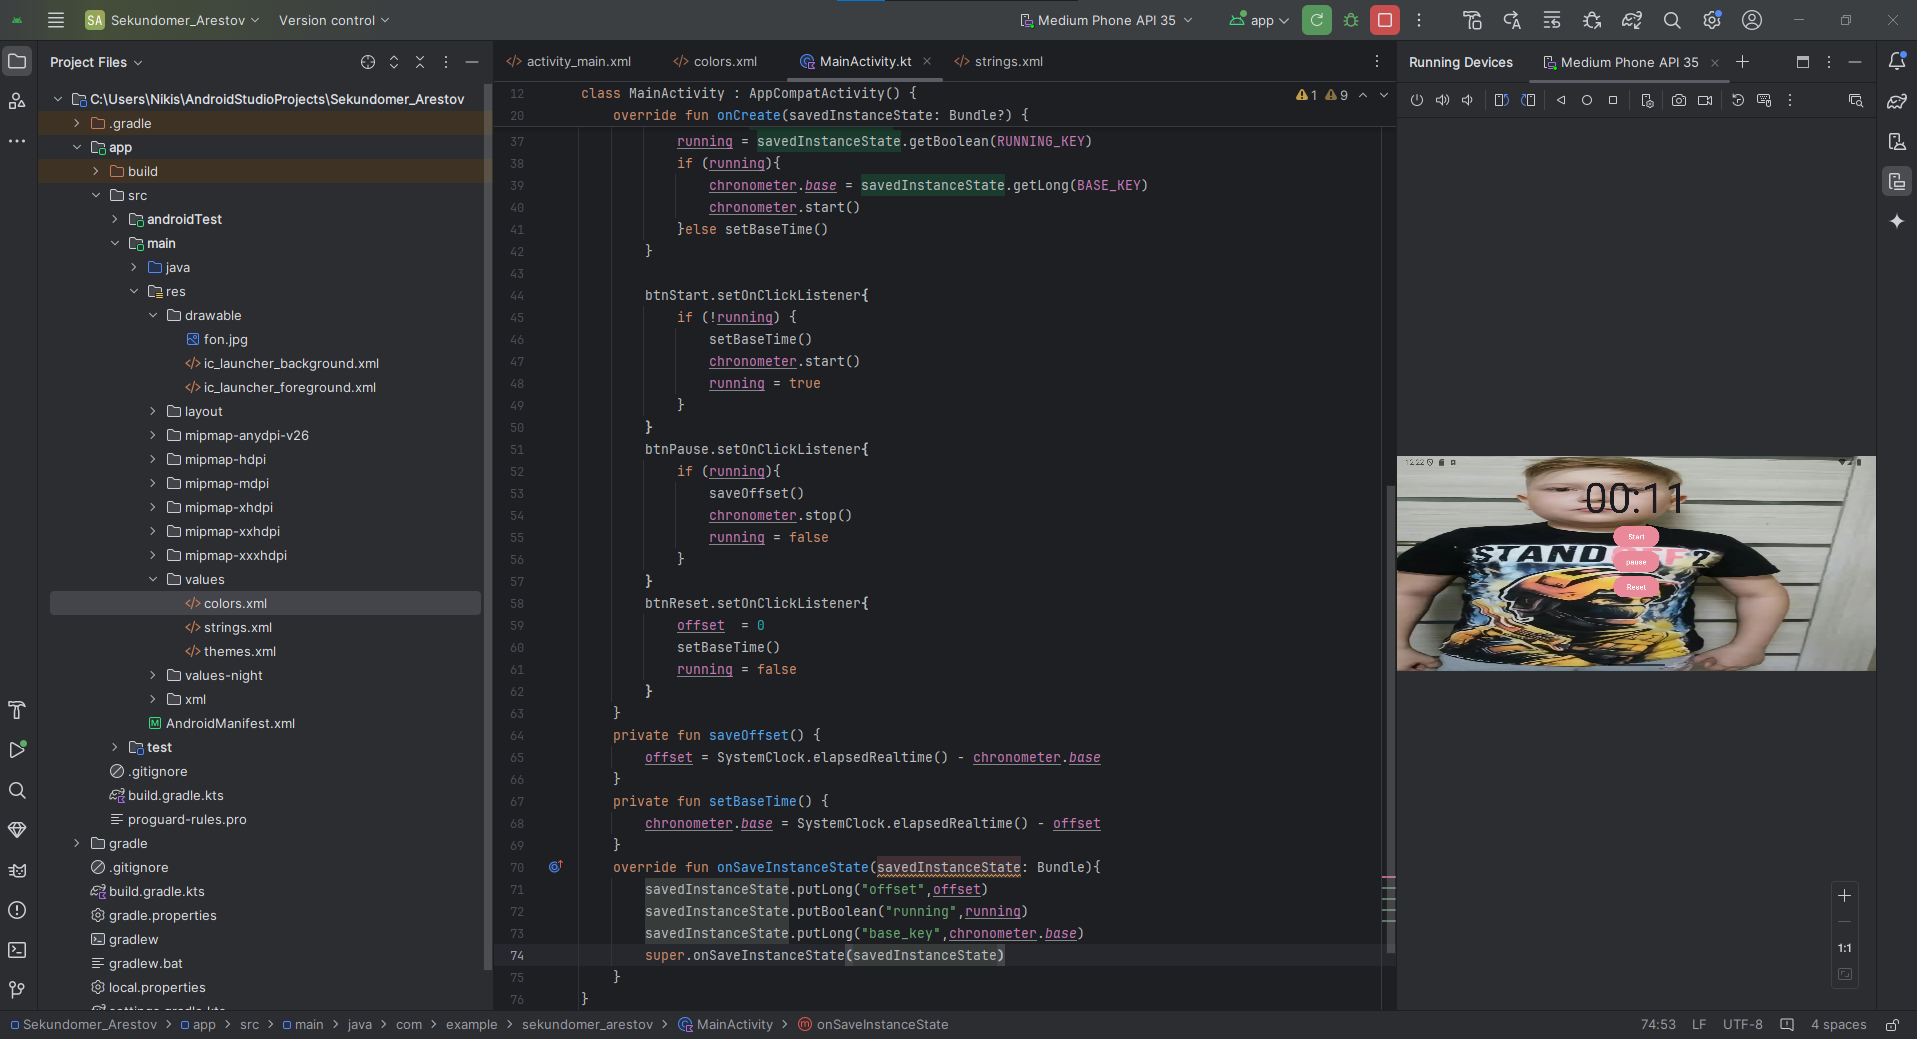 SA Sekundomer_Arestov Version control Medium Phone API 35 app
Project Files
activity_main.xml colors.xml MainActivity.kt strings.xml
Running Devices Medium Phone API 35
C:\Users\Nikis\AndroidStudioProjects\Sekundomer_Arestov
.gradle
app
build
src
androidTest
main
java
res
drawable
fon.jpg
ic_launcher_background.xml
ic_launcher_foreground.xml
layout
mipmap-anydpi-v26
mipmap-hdpi
mipmap-mdpi
mipmap-xhdpi
mipmap-xxhdpi
mipmap-xxxhdpi
values
colors.xml
strings.xml
themes.xml
values-night
xml
AndroidManifest.xml
test
.gitignore
build.gradle.kts
proguard-rules.pro
gradle
.gitignore
build.gradle.kts
gradle.properties
gradlew
gradlew.bat
local.properties
settings.gradle.kts
12 class MainActivity : AppCompatActivity() {
1 9
20 override fun onCreate(savedInstanceState: Bundle?) {
37 running = savedInstanceState.getBoolean(RUNNING_KEY)
38 if (running){
39 chronometer.base = savedInstanceState.getLong(BASE_KEY)
40 chronometer.start()
41 }else setBaseTime()
42 }
43
44 btnStart.setOnClickListener{
45 if (!running) {
46 setBaseTime()
47 chronometer.start()
48 running = true
49 }
50 }
51 btnPause.setOnClickListener{
52 if (running){
53 saveOffset()
54 chronometer.stop()
55 running = false
56 }
57 }
58 btnReset.setOnClickListener{
59 offset  = 0
60 setBaseTime()
61 running = false
62 }
63 }
64 private fun saveOffset() {
65 offset = SystemClock.elapsedRealtime() - chronometer.base
66 }
67 private fun setBaseTime() {
68 chronometer.base = SystemClock.elapsedRealtime() - offset
69 }
70 override fun onSaveInstanceState(savedInstanceState: Bundle){
71 savedInstanceState.putLong("offset",offset)
72 savedInstanceState.putBoolean("running",running)
73 savedInstanceState.putLong("base_key",chronometer.base)
74 super.onSaveInstanceState(savedInstanceState)
75 }
76 }
12:22
00:11
Start
STAND
?
pause
Reset
1:1
Sekundomer_Arestov > app > src > main > java > com > example > sekundomer_arestov > MainActivity > onSaveInstanceState
74:53 LF UTF-8 4 spaces